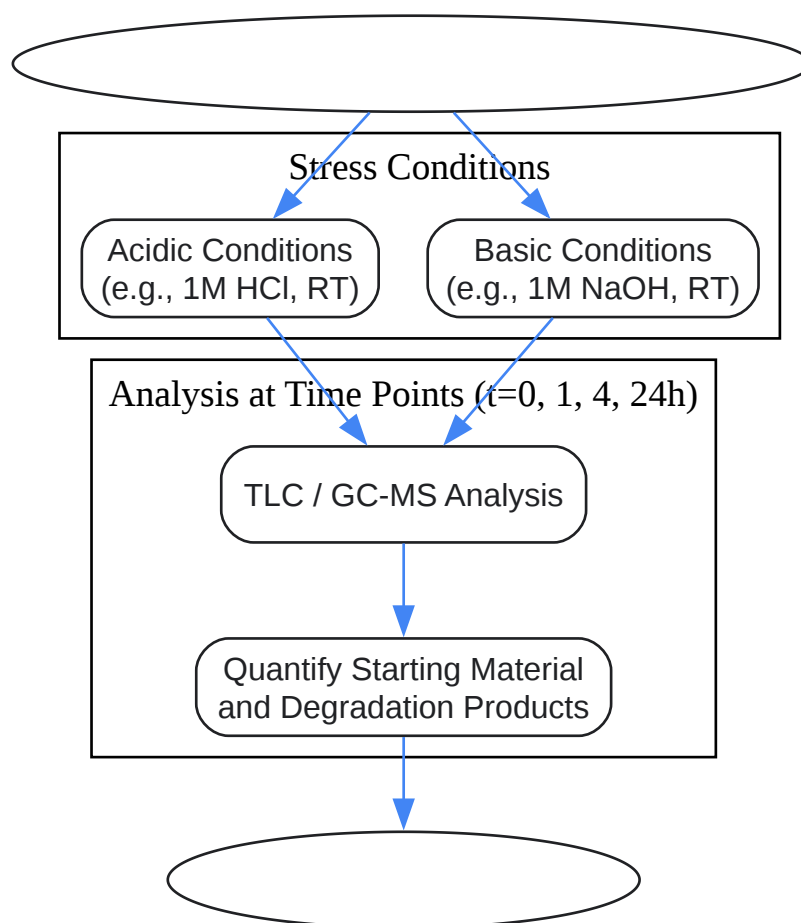 Stress Conditions
Acidic Conditions
(e.g., 1M HCl, RT)
Basic Conditions
(e.g., 1M NaOH, RT)
Analysis at Time Points (t=0, 1, 4, 24h)
TLC / GC-MS Analysis
Quantify Starting Material
and Degradation Products